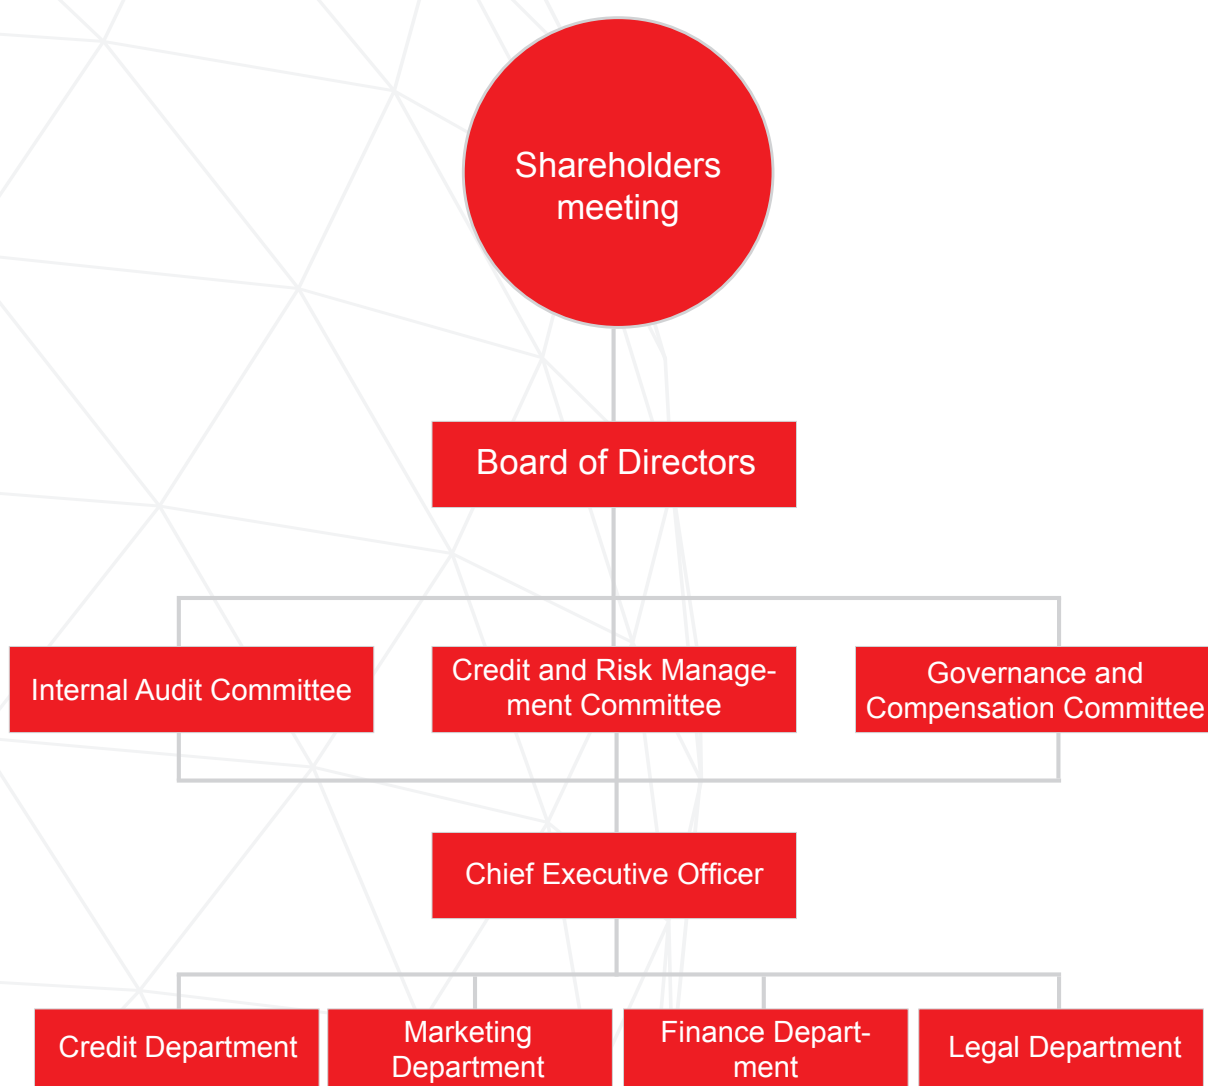 Shareholders
meeting
Board of Directors
Internal Audit Committee
Credit and Risk Manage-
ment Committee
Governance and
Compensation Committee
Chief Executive Officer
Credit Department
Marketing
Department
Finance Depart-
ment
Legal Department